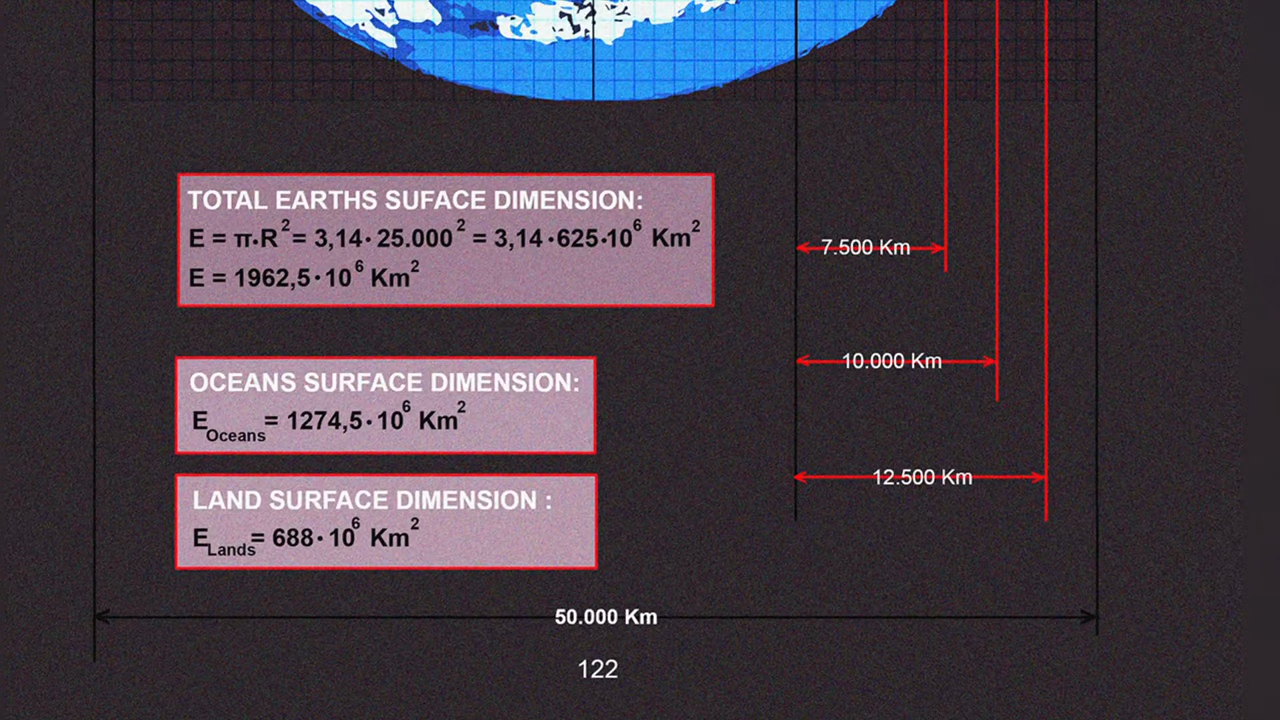 TOTAL EARTHS SUFACE DIMENSION:
E = π·R² = 3,14·25.000² = 3,14·625·10⁶ Km²
E = 1962,5·10⁶ Km²
7.500 Km
10.000 Km
OCEANS SURFACE DIMENSION:
E Oceans = 1274,5·10⁶ Km²
12.500 Km
LAND SURFACE DIMENSION :
E Lands = 688·10⁶ Km²
50.000 Km
122